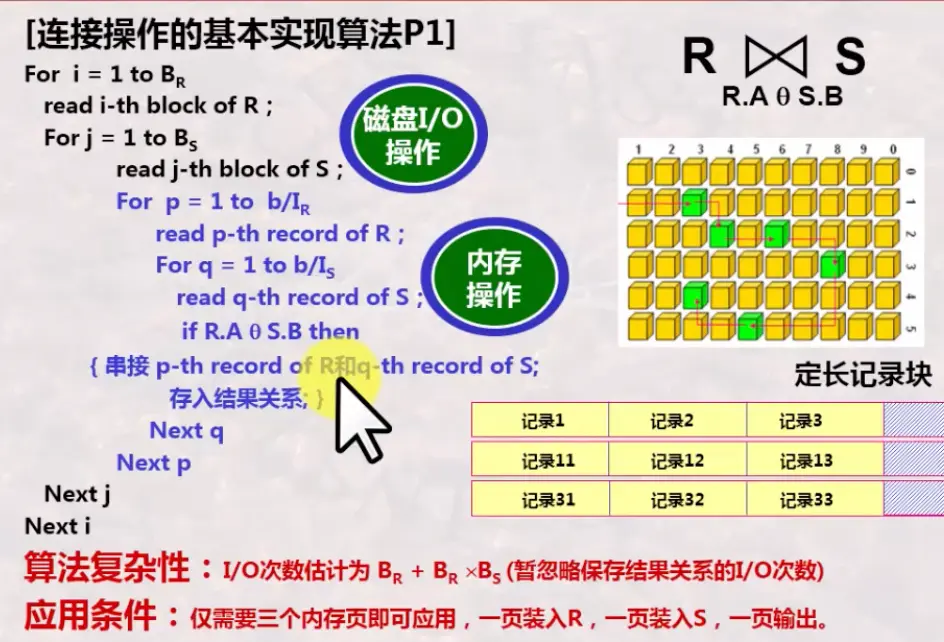 [连接操作的基本实现算法P1]
For i = 1 to BR
read i-th block of R ;
For j = 1 to BS
read j-th block of S ;
For p = 1 to b/IR
read p-th record of R ;
For q = 1 to b/IS
read q-th record of S ;
if R.A θ S.B then
{ 串接 p-th record of R和q-th record of S;
存入结果关系; }
Next q
Next p
Next j
Next i
磁盘I/O
操作
内存
操作
R ⋈ S
R.A θ S.B
1 2 3 4 5 6 7 8 9 0
0
1
2
3
4
5
定长记录块
记录1 记录2 记录3
记录11 记录12 记录13
记录31 记录32 记录33
算法复杂性：I/O次数估计为 BR + BR ×BS (暂忽略保存结果关系的I/O次数)
应用条件：仅需要三个内存页即可应用，一页装入R，一页装入S，一页输出。